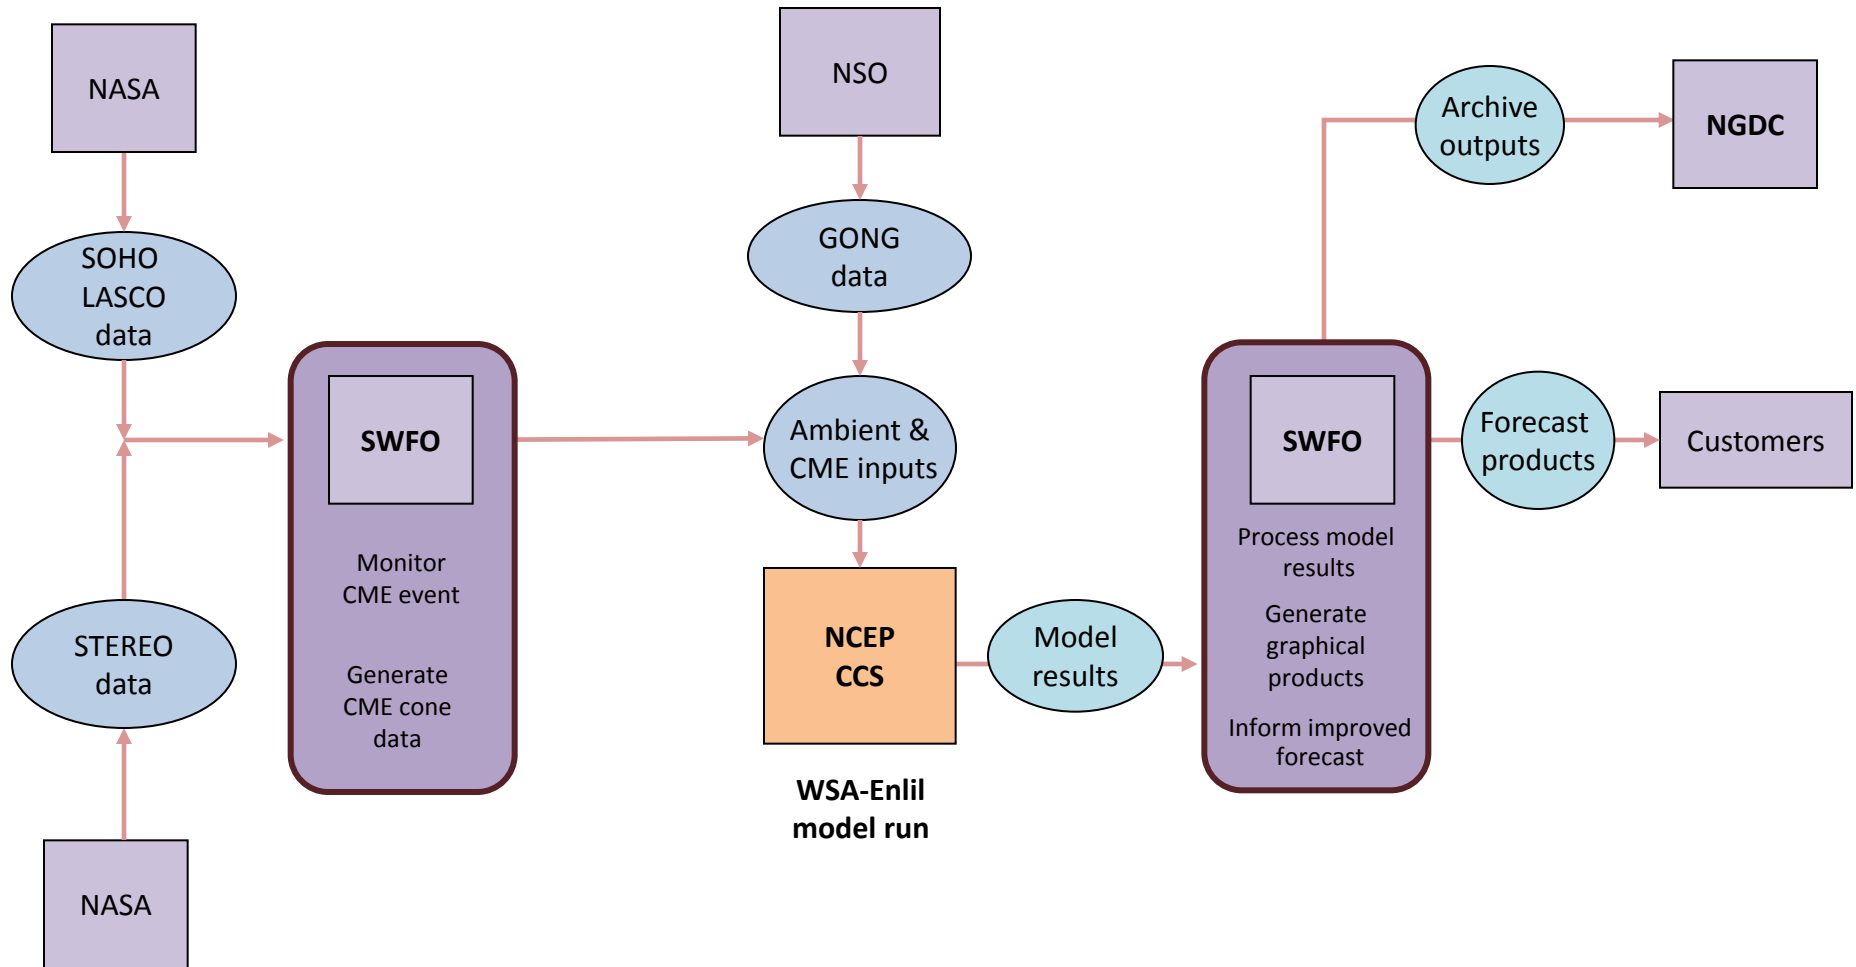 NASA
SOHO
LASCO
data
STEREO
data
NASA
SWFO
Monitor
CME event
Generate
CME cone
data
NSO
GONG
data
Ambient &
CME inputs
NCEP
CCS
WSA-Enlil
model run
Model
results
SWFO
Process model
results
Generate
graphical
products
Inform improved
forecast
Archive
outputs
NGDC
Forecast
products
Customers